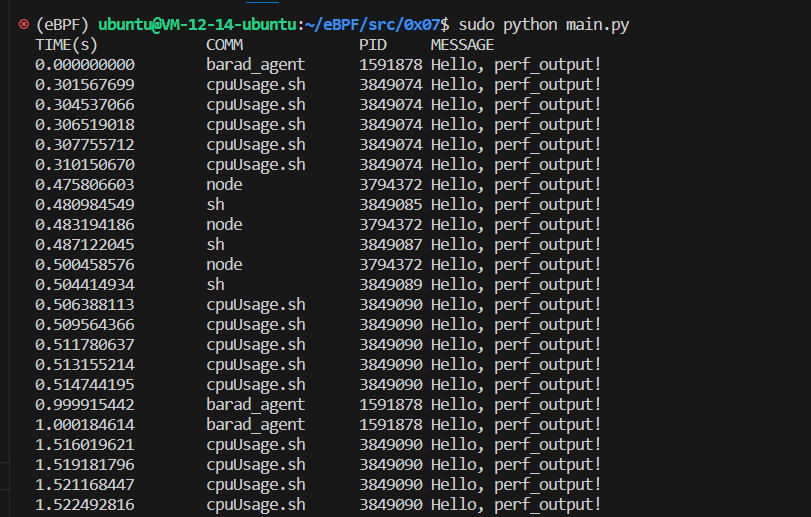 (eBPF) ubuntu@VM-12-14-ubuntu:~/eBPF/src/0x07$ sudo python main.py
TIME(s) COMM PID MESSAGE
0.000000000 barad_agent 1591878 Hello, perf_output!
0.301567699 cpuUsage.sh 3849074 Hello, perf_output!
0.304537066 cpuUsage.sh 3849074 Hello, perf_output!
0.306519018 cpuUsage.sh 3849074 Hello, perf_output!
0.307755712 cpuUsage.sh 3849074 Hello, perf_output!
0.310150670 cpuUsage.sh 3849074 Hello, perf_output!
0.475806603 node 3794372 Hello, perf_output!
0.480984549 sh 3849085 Hello, perf_output!
0.483194186 node 3794372 Hello, perf_output!
0.487122045 sh 3849087 Hello, perf_output!
0.500458576 node 3794372 Hello, perf_output!
0.504414934 sh 3849089 Hello, perf_output!
0.506388113 cpuUsage.sh 3849090 Hello, perf_output!
0.509564366 cpuUsage.sh 3849090 Hello, perf_output!
0.511780637 cpuUsage.sh 3849090 Hello, perf_output!
0.513155214 cpuUsage.sh 3849090 Hello, perf_output!
0.514744195 cpuUsage.sh 3849090 Hello, perf_output!
0.999915442 barad_agent 1591878 Hello, perf_output!
1.000184614 barad_agent 1591878 Hello, perf_output!
1.516019621 cpuUsage.sh 3849090 Hello, perf_output!
1.519181796 cpuUsage.sh 3849090 Hello, perf_output!
1.521168447 cpuUsage.sh 3849090 Hello, perf_output!
1.522492816 cpuUsage.sh 3849090 Hello, perf_output!